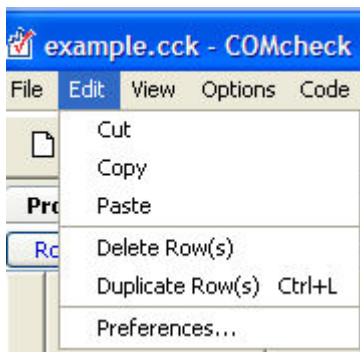 example.cck - COMcheck
File Edit View Options Code
Cut
Copy
Paste
Delete Row(s)
Duplicate Row(s) Ctrl+L
Preferences...